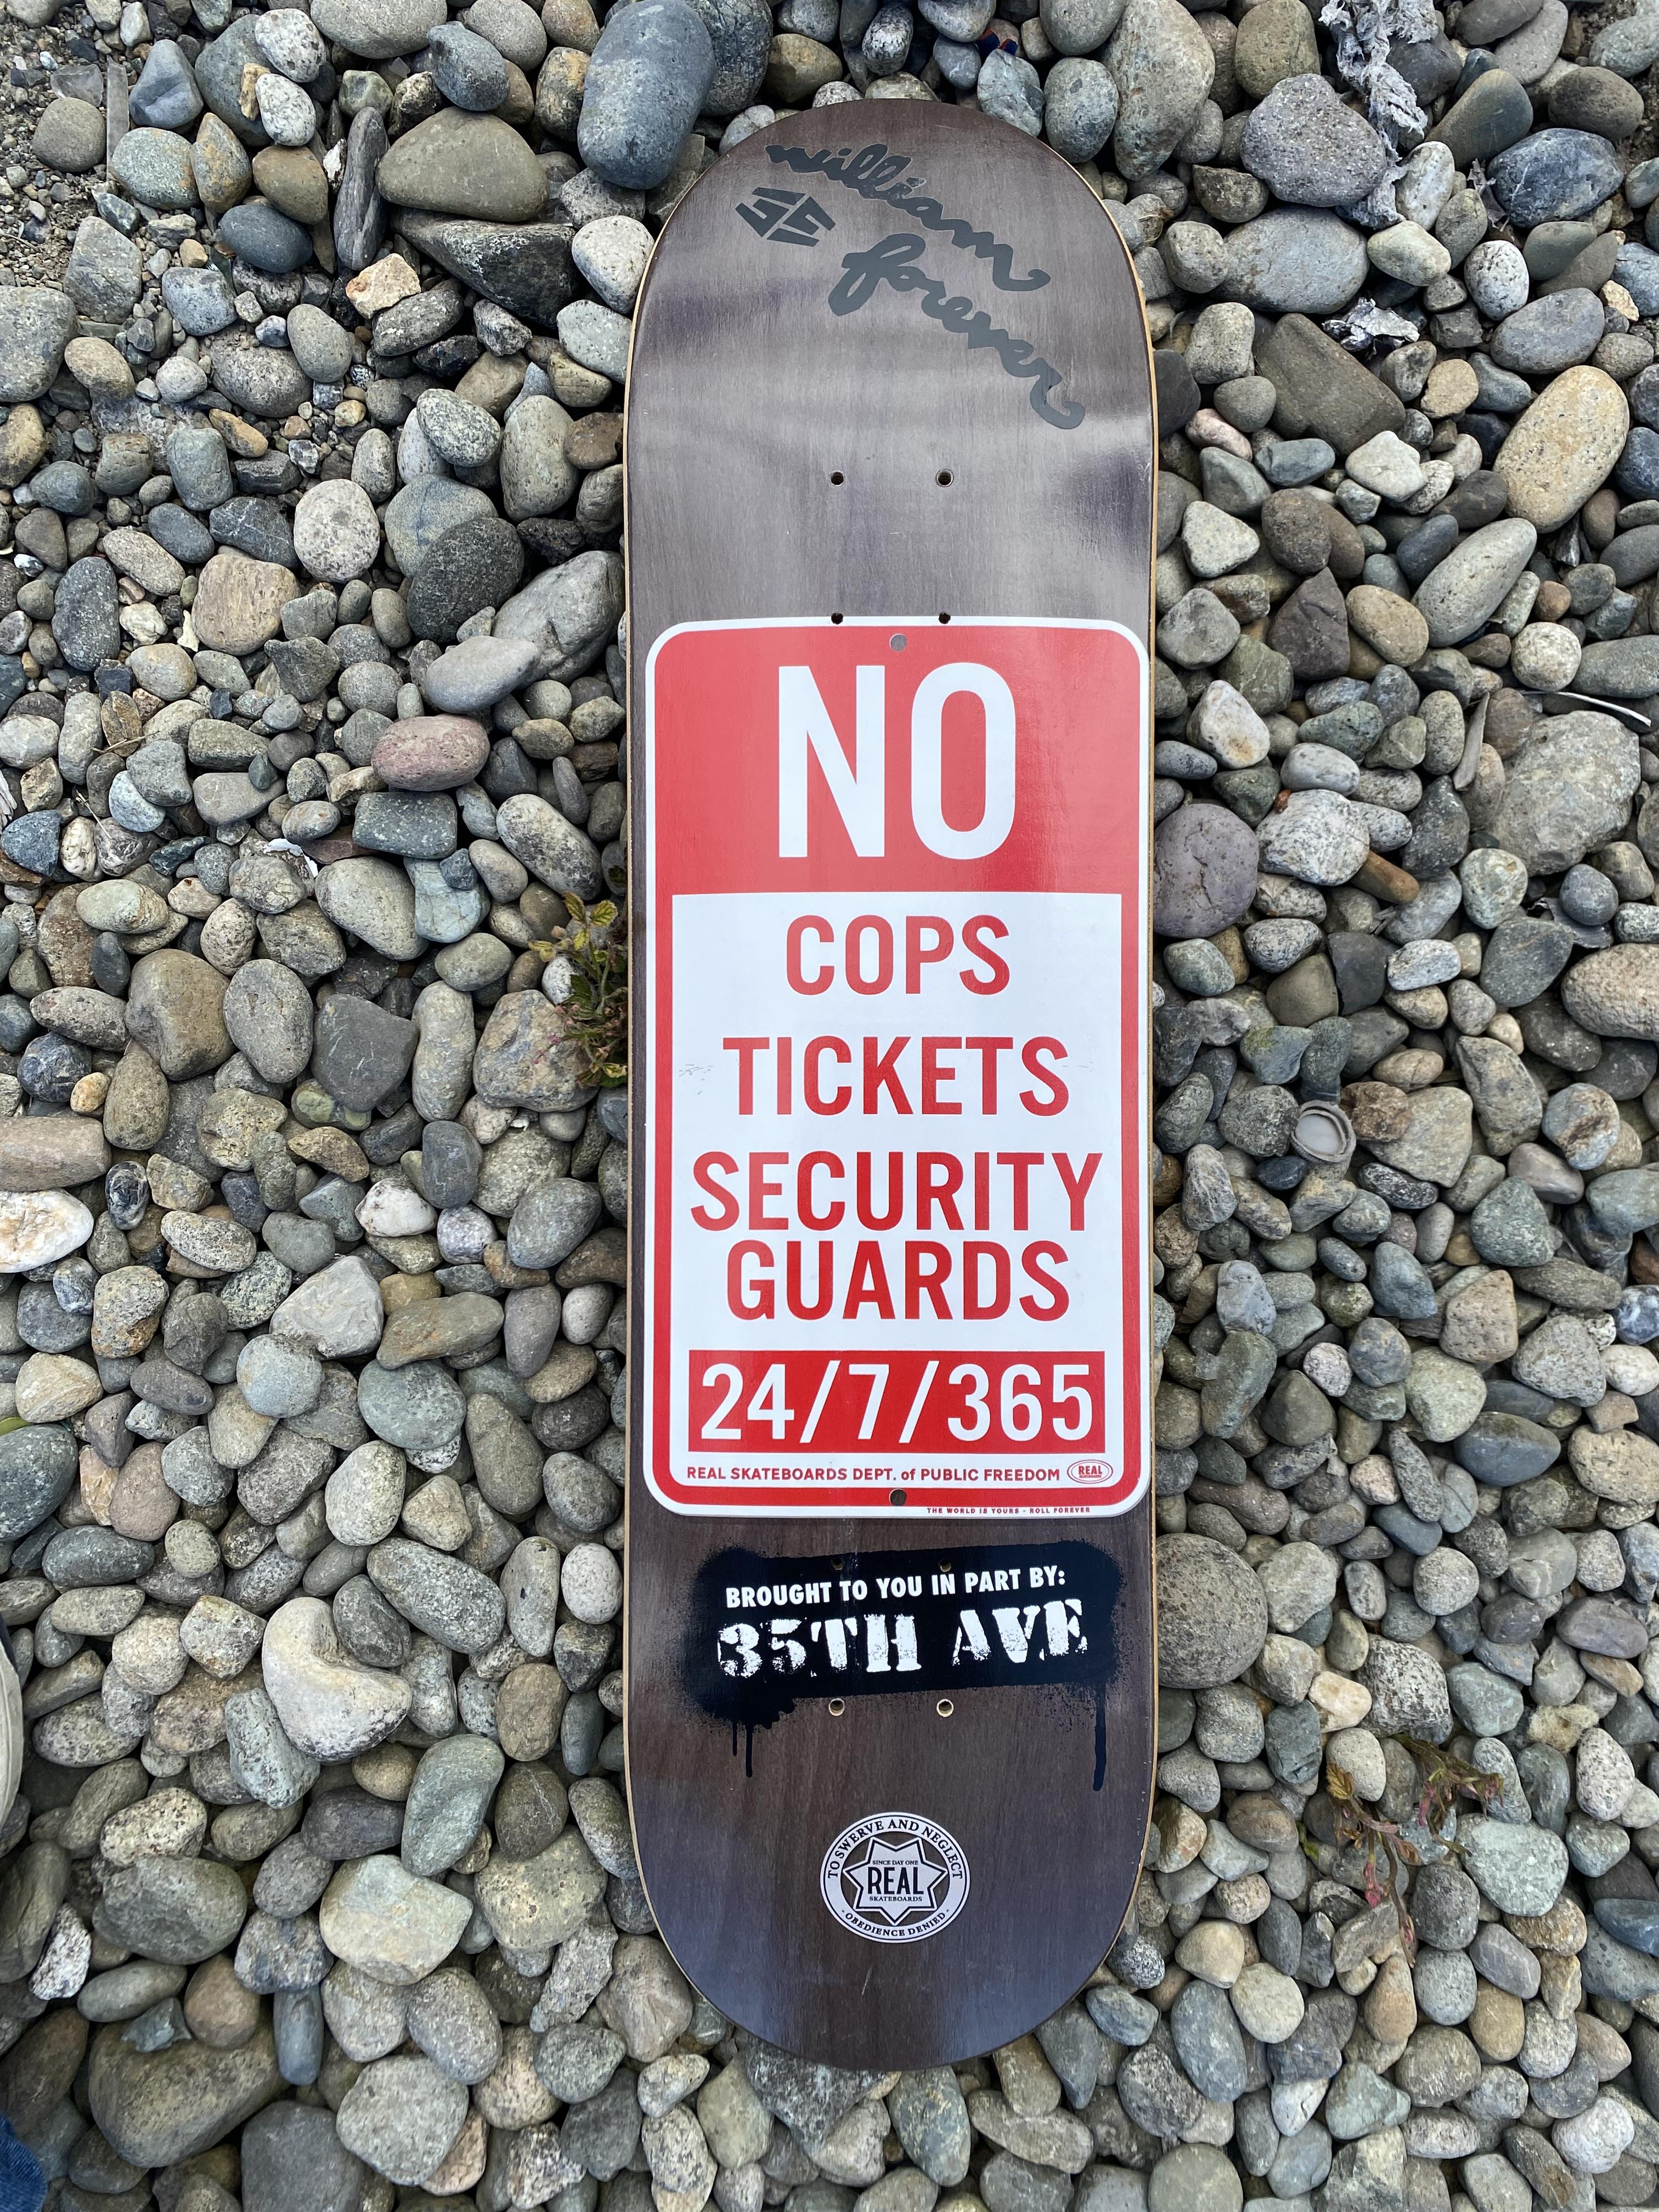 william
35
forever
NO
COPS
TICKETS
SECURITY
GUARDS
24/7/365
REAL SKATEBOARDS DEPT. of PUBLIC FREEDOM
REAL
SKATEBOARDS
THE WORLD IS YOURS - ROLL FOREVER
BROUGHT TO YOU IN PART BY:
35TH AVE
TO SWERVE AND NEGLECT
SINCE DAY ONE
REAL
SKATEBOARDS
- OBEDIENCE DENIED -